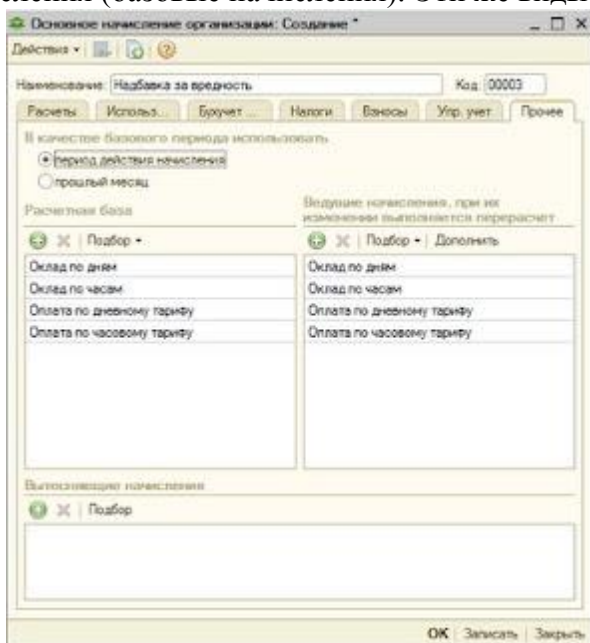 ления (базовые начисления). Эти же виды
Основное начисление организации: Создание *
Действия
Наименование: Надбавка за вредность Код: 00003
Расчеты Использ... Бухучет ... Налоги Взносы Упр. учет Прочее
В качестве базового периода использовать
период действия начисления
прошлый месяц
Расчетная база
Ведущие начисления, при их
изменении выполняется перерасчет
Подбор
Подбор Дополнить
Оклад по дням Оклад по дням
Оклад по часам Оклад по часам
Оплата по дневному тарифу Оплата по дневному тарифу
Оплата по часовому тарифу Оплата по часовому тарифу
Вытесняющие начисления
Подбор
OK Записать Закрыть